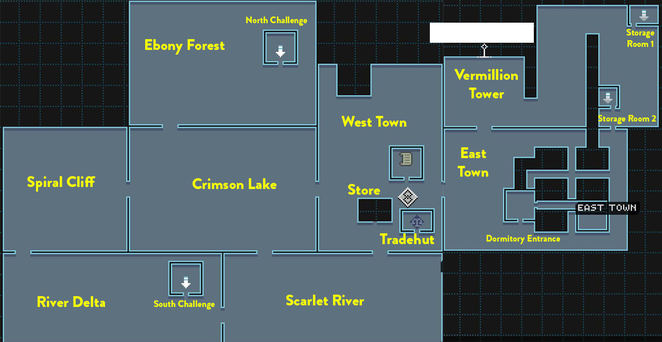 North Challenge
Ebony Forest
Storage
Room 1
Vermillion
Tower
Storage Room 2
West Town
East
Town
Spiral Cliff
Crimson Lake
Store
EAST TOWN
Tradehut
Dormitory Entrance
River Delta
South Challenge
Scarlet River